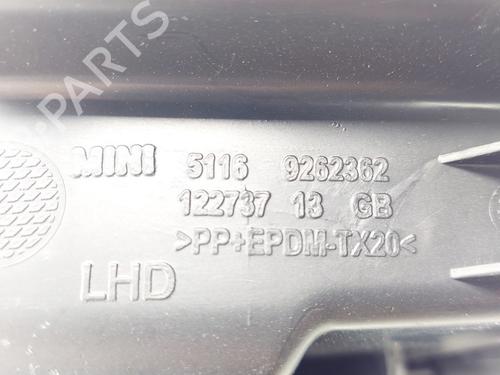 B-PARTS
MINI 5116 9262362
122737 13 GB
>PP+EPDM-TX20<
LHD